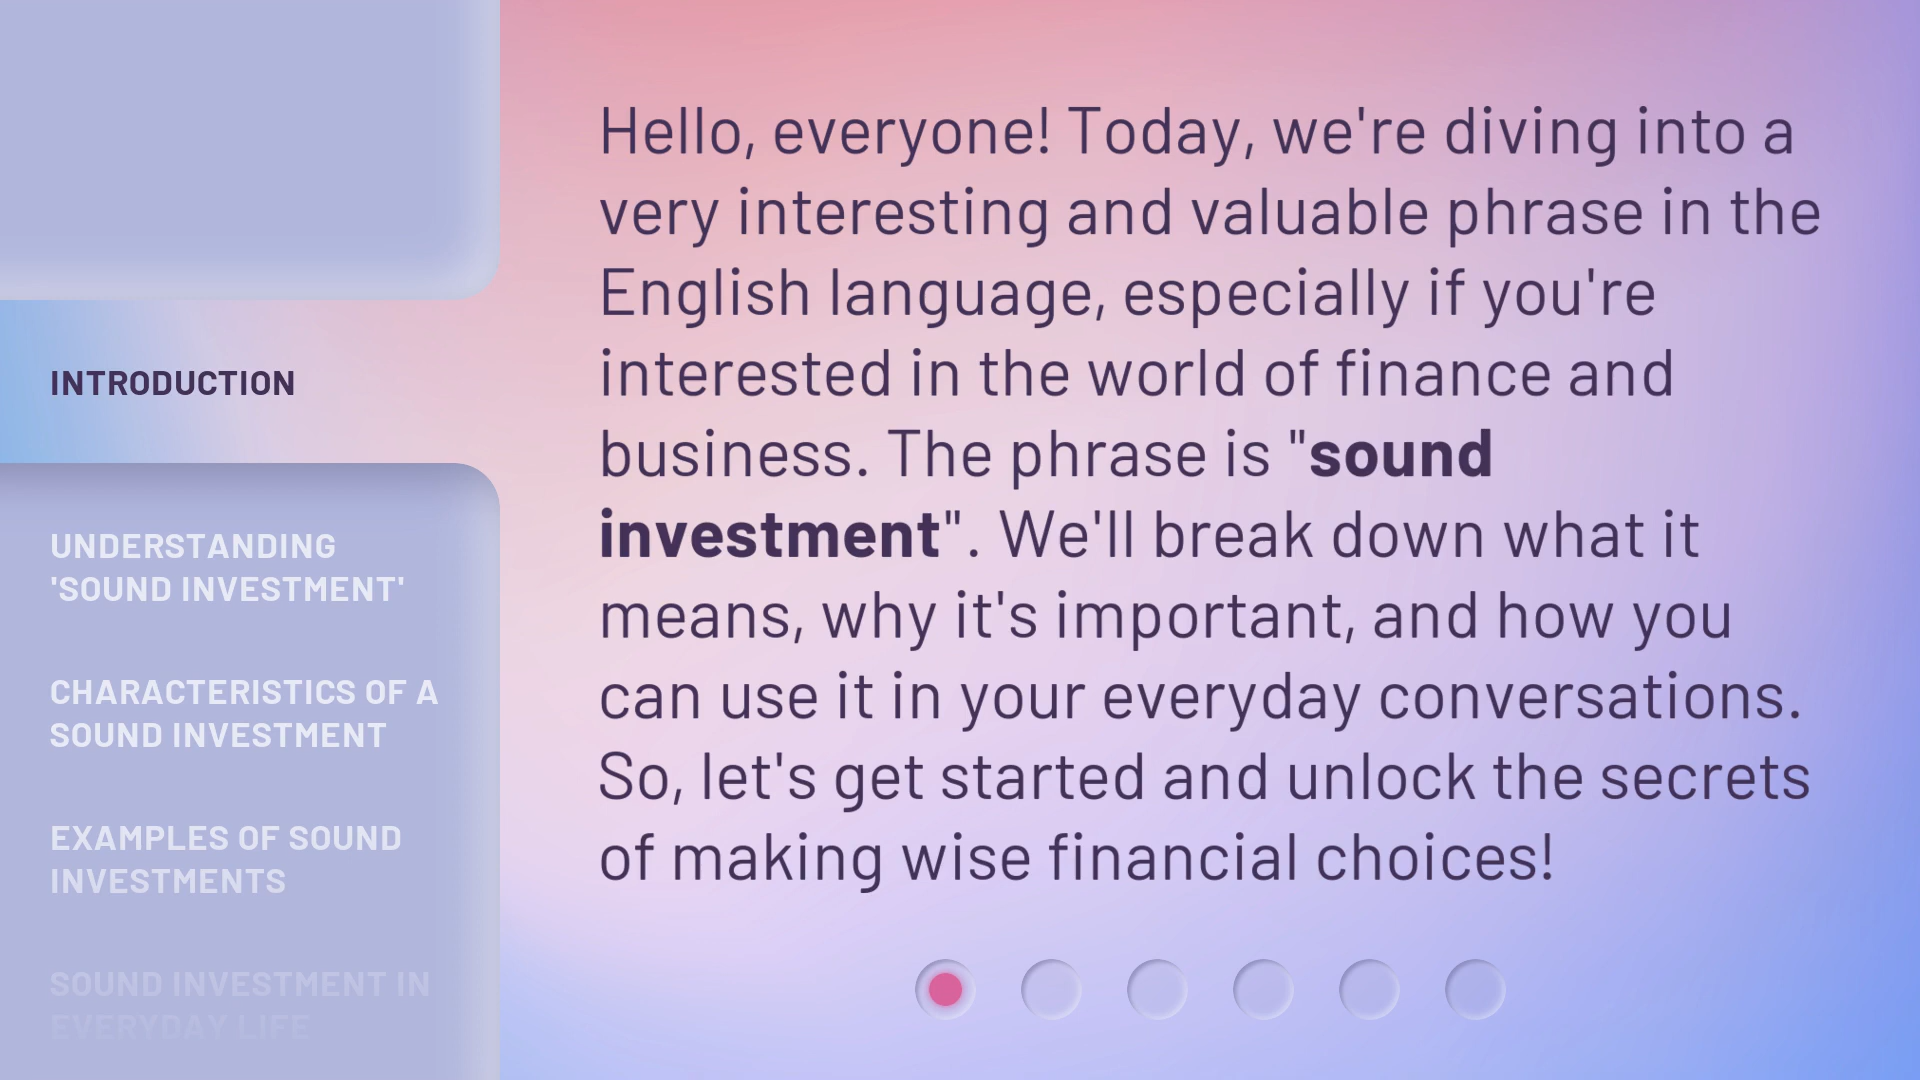 INTRODUCTION
UNDERSTANDING
'SOUND INVESTMENT'
CHARACTERISTICS OF A
SOUND INVESTMENT
EXAMPLES OF SOUND
INVESTMENTS
SOUND INVESTMENT IN
EVERYDAY LIFE
Hello, everyone! Today, we're diving into a
very interesting and valuable phrase in the
English language, especially if you're
interested in the world of finance and
business. The phrase is "sound
investment". We'll break down what it
means, why it's important, and how you
can use it in your everyday conversations.
So, let's get started and unlock the secrets
of making wise financial choices!